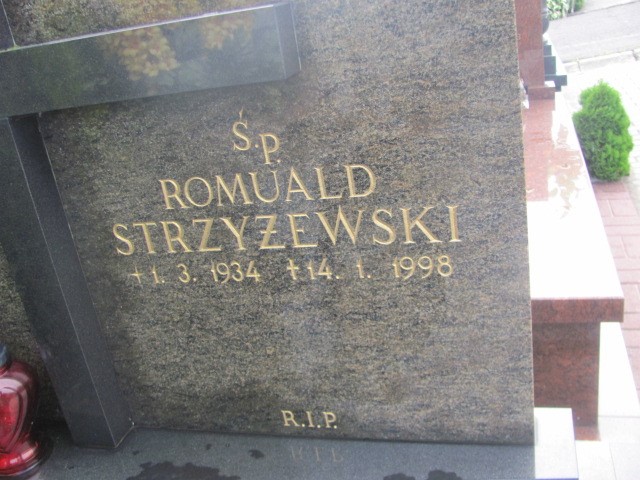 Ś.P.
ROMUALD
STRZYŻEWSKI
+1. 3. 1934 +14. 1. 1998
R.I.P.